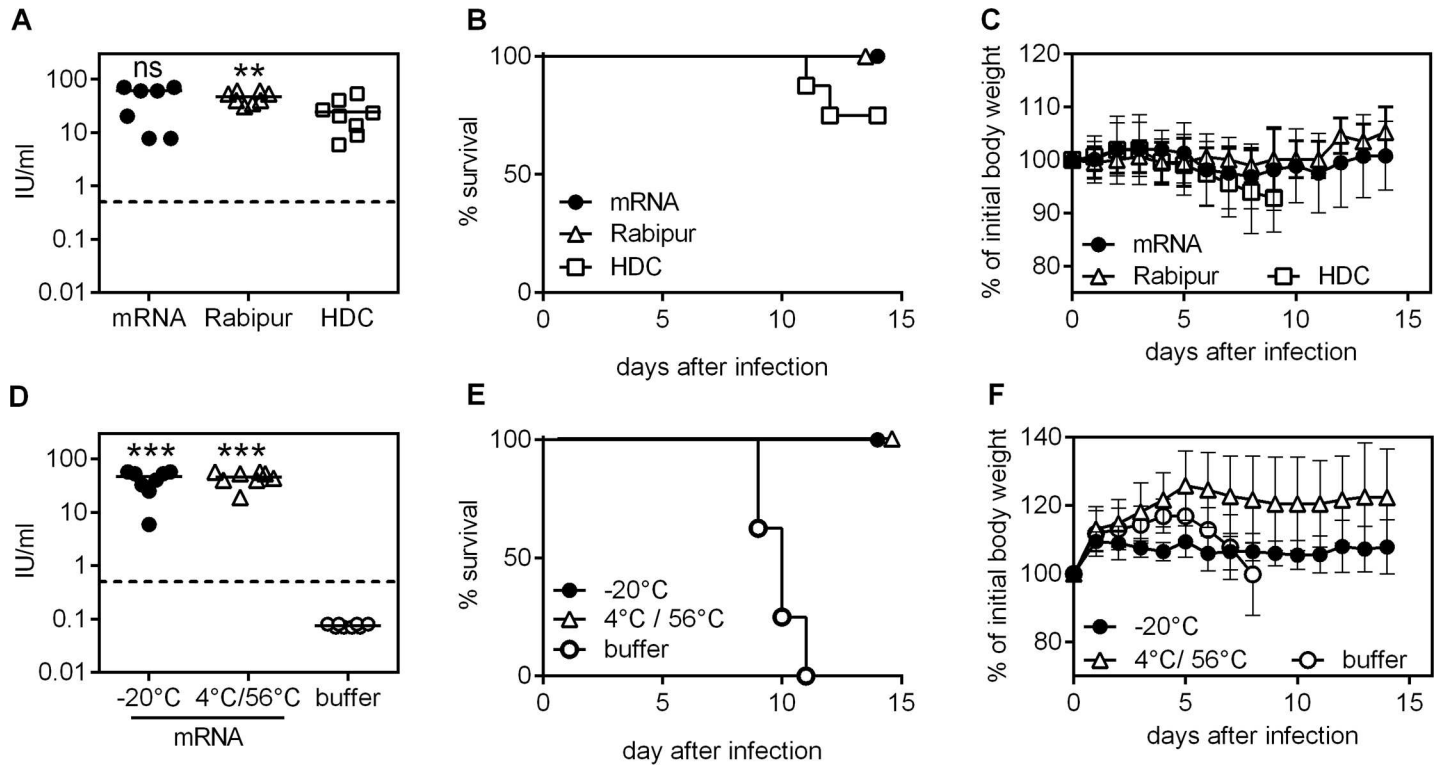 A
IU/ml
100
10
1
0.1
0.01
ns
**
mRNA
Rabipur
HDC
B
% survival
100
50
0
mRNA
Rabipur
HDC
0
5
10
15
days after infection
C
% of initial body weight
120
110
100
90
80
mRNA
Rabipur
HDC
0
5
10
15
days after infection
D
IU/ml
100
10
1
0.1
0.01
***
***
-20°C
4°C/56°C
buffer
mRNA
E
% survival
100
50
0
-20°C
4°C / 56°C
buffer
0
5
10
15
day after infection
F
% of initial body weight
140
120
100
80
-20°C
4°C/ 56°C
buffer
0
5
10
15
days after infection